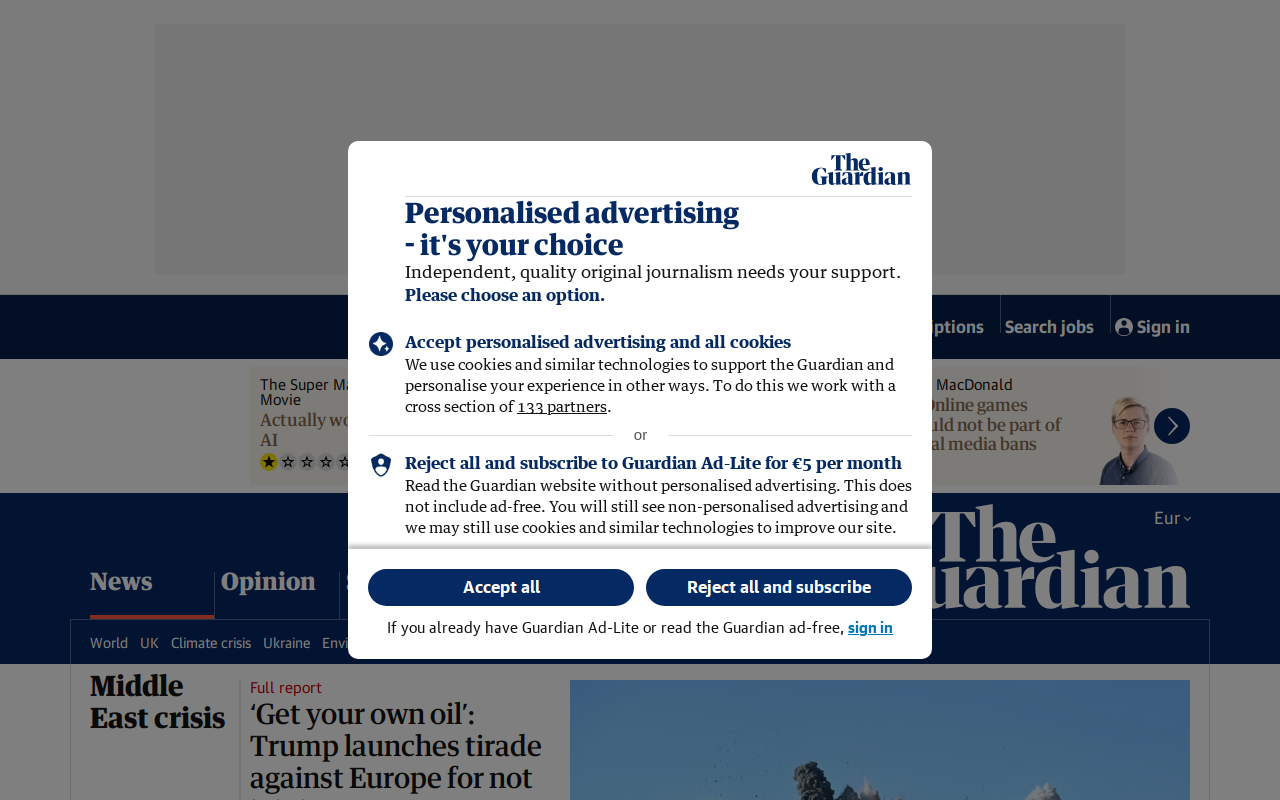 iptions
Search jobs
Sign in
The Super Ma
Movie
Actually wo
AI
MacDonald
Online games
uld not be part of
al media bans
The
Guardian
Personalised advertising
- it's your choice
Independent, quality original journalism needs your support.
Please choose an option.
Accept personalised advertising and all cookies
We use cookies and similar technologies to support the Guardian and
personalise your experience in other ways. To do this we work with a
cross section of 133 partners.
or
Reject all and subscribe to Guardian Ad-Lite for €5 per month
Read the Guardian website without personalised advertising. This does
not include ad-free. You will still see non-personalised advertising and
we may still use cookies and similar technologies to improve our site.
Accept all
Reject all and subscribe
If you already have Guardian Ad-Lite or read the Guardian ad-free, sign in
Eur
The
uardian
News
Opinion
World
UK
Climate crisis
Ukraine
Envi
Middle
East crisis
Full report
‘Get your own oil’:
Trump launches tirade
against Europe for not